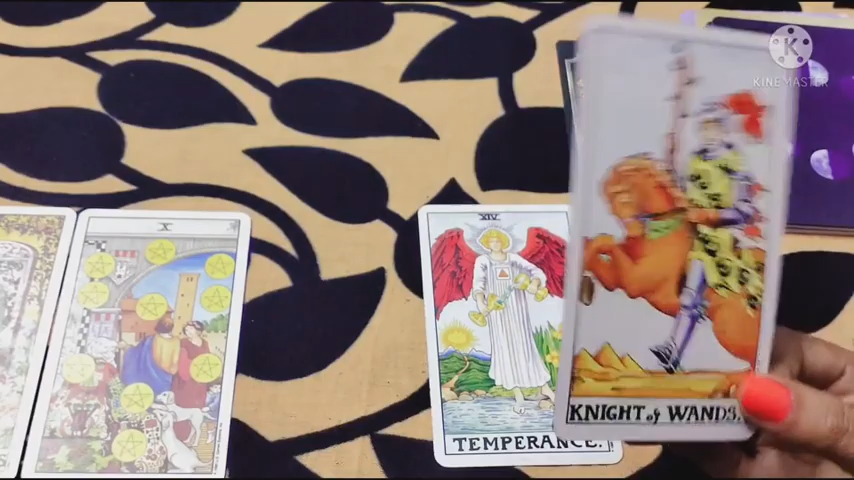 K
KINEMASTER
X
XIV
TEMPERANCE.
KNIGHT of WANDS.